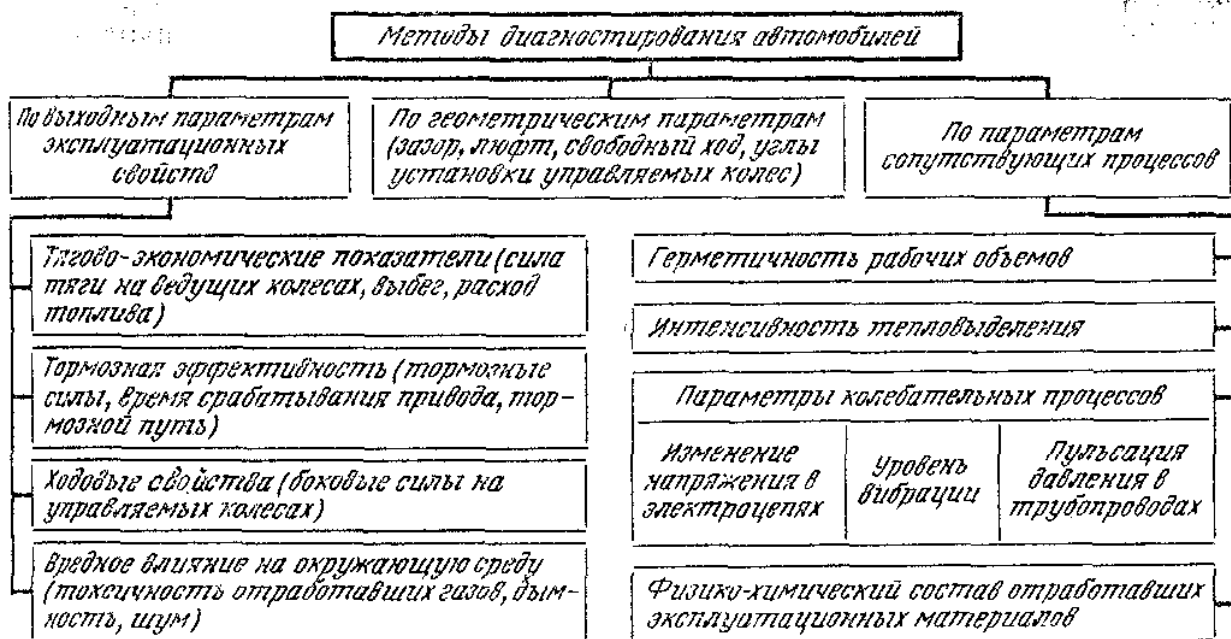 Методы диагностирования автомобилей
По выходным параметрам
эксплуатационных
свойств
По геометрическим параметрам
(зазор, люфт, свободный ход, углы
установки управляемых колес)
По параметрам
сопутствующих процессов
Тягово-экономические показатели (сила
тяги на ведущих колесах, выбег, расход
топлива)
Тормозная эффективность (тормозные
силы, время срабатывания привода, тор-
мозной путь)
Ходовые свойства (боковые силы на
управляемых колесах)
Вредное влияние на окружающую среду
(токсичность отработавших газов, дым-
ность, шум)
Герметичность рабочих объемов
Интенсивность тепловыделения
Параметры колебательных процессов
Изменение
напряжения в
электроцепях
Уровень
вибрации
Пульсация
давления в
трубопроводах
Физико-химический состав отработавших
эксплуатационных материалов